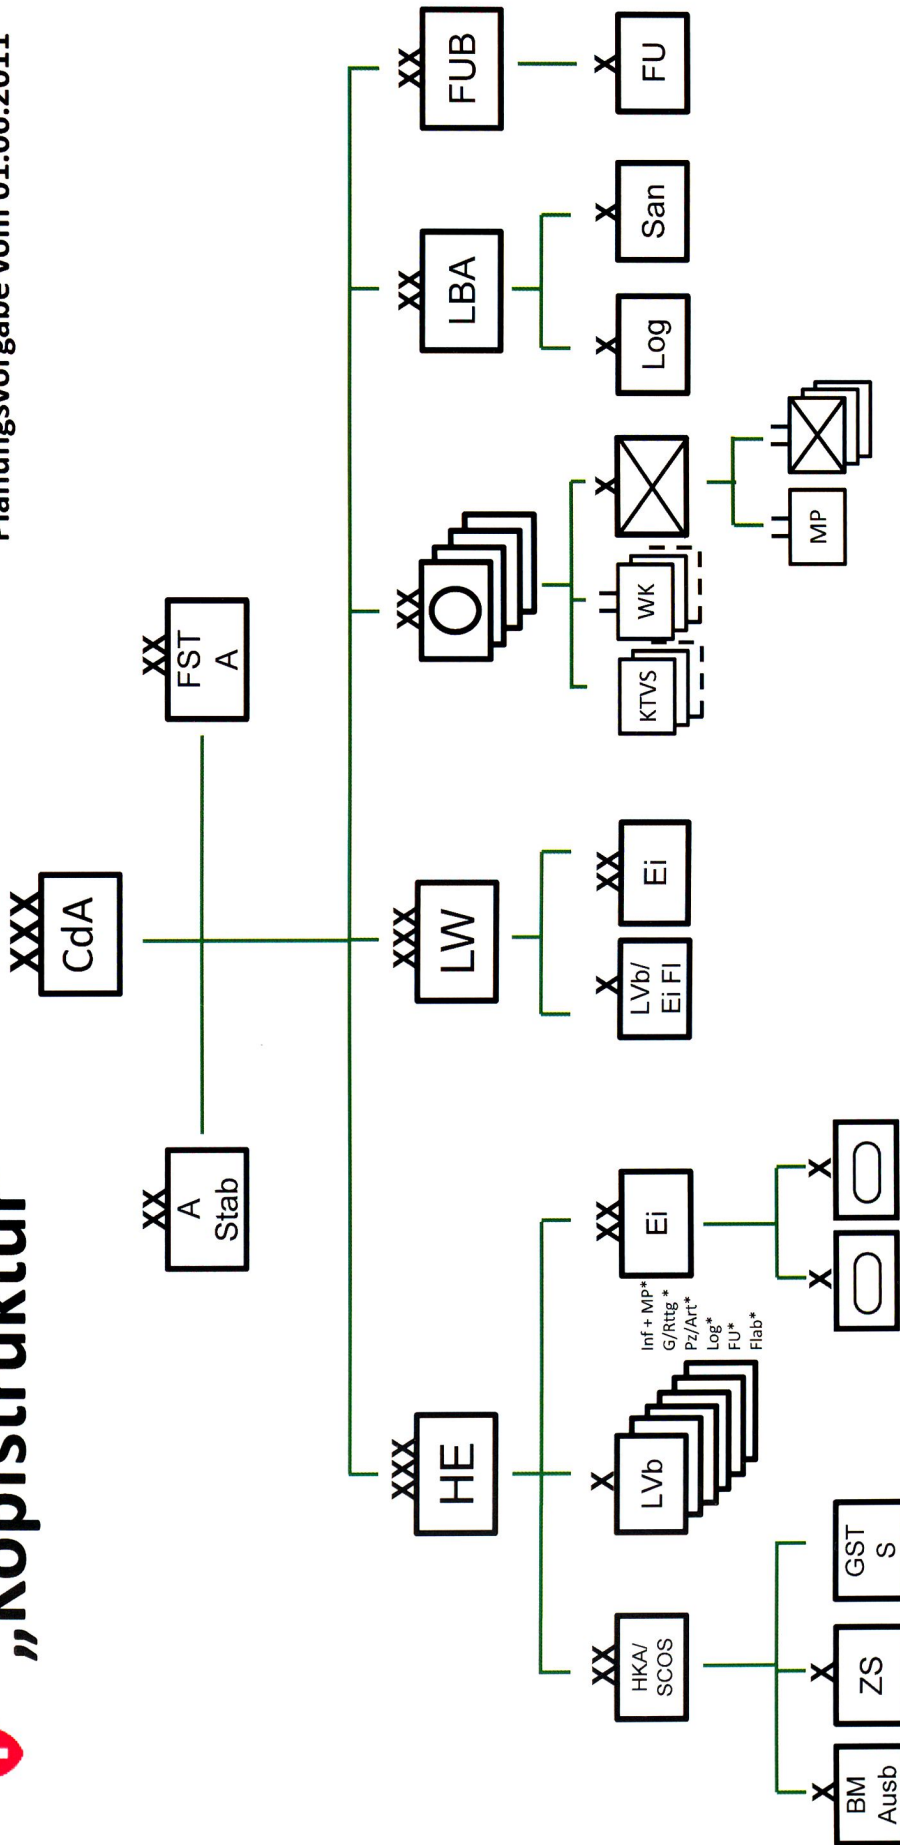 „Kopfstruktur
Planungsvorgabe vom 01.06.2011
XXX
CdA
XX
A
Stab
XX
FST
A
XXX
HE
XXX
LW
XX
XX
LBA
XX
FUB
XX
HKA/
SCOS
X
LVb
Inf + MP*
G/Rttg *
Pz/Art*
Log*
FU*
Flab*
XX
Ei
X
LVb/
Ei Fl
XX
Ei
KTVS
WK
X
X
Log
X
San
X
FU
MP
X
BM
Ausb
X
ZS
GST
S
X
X